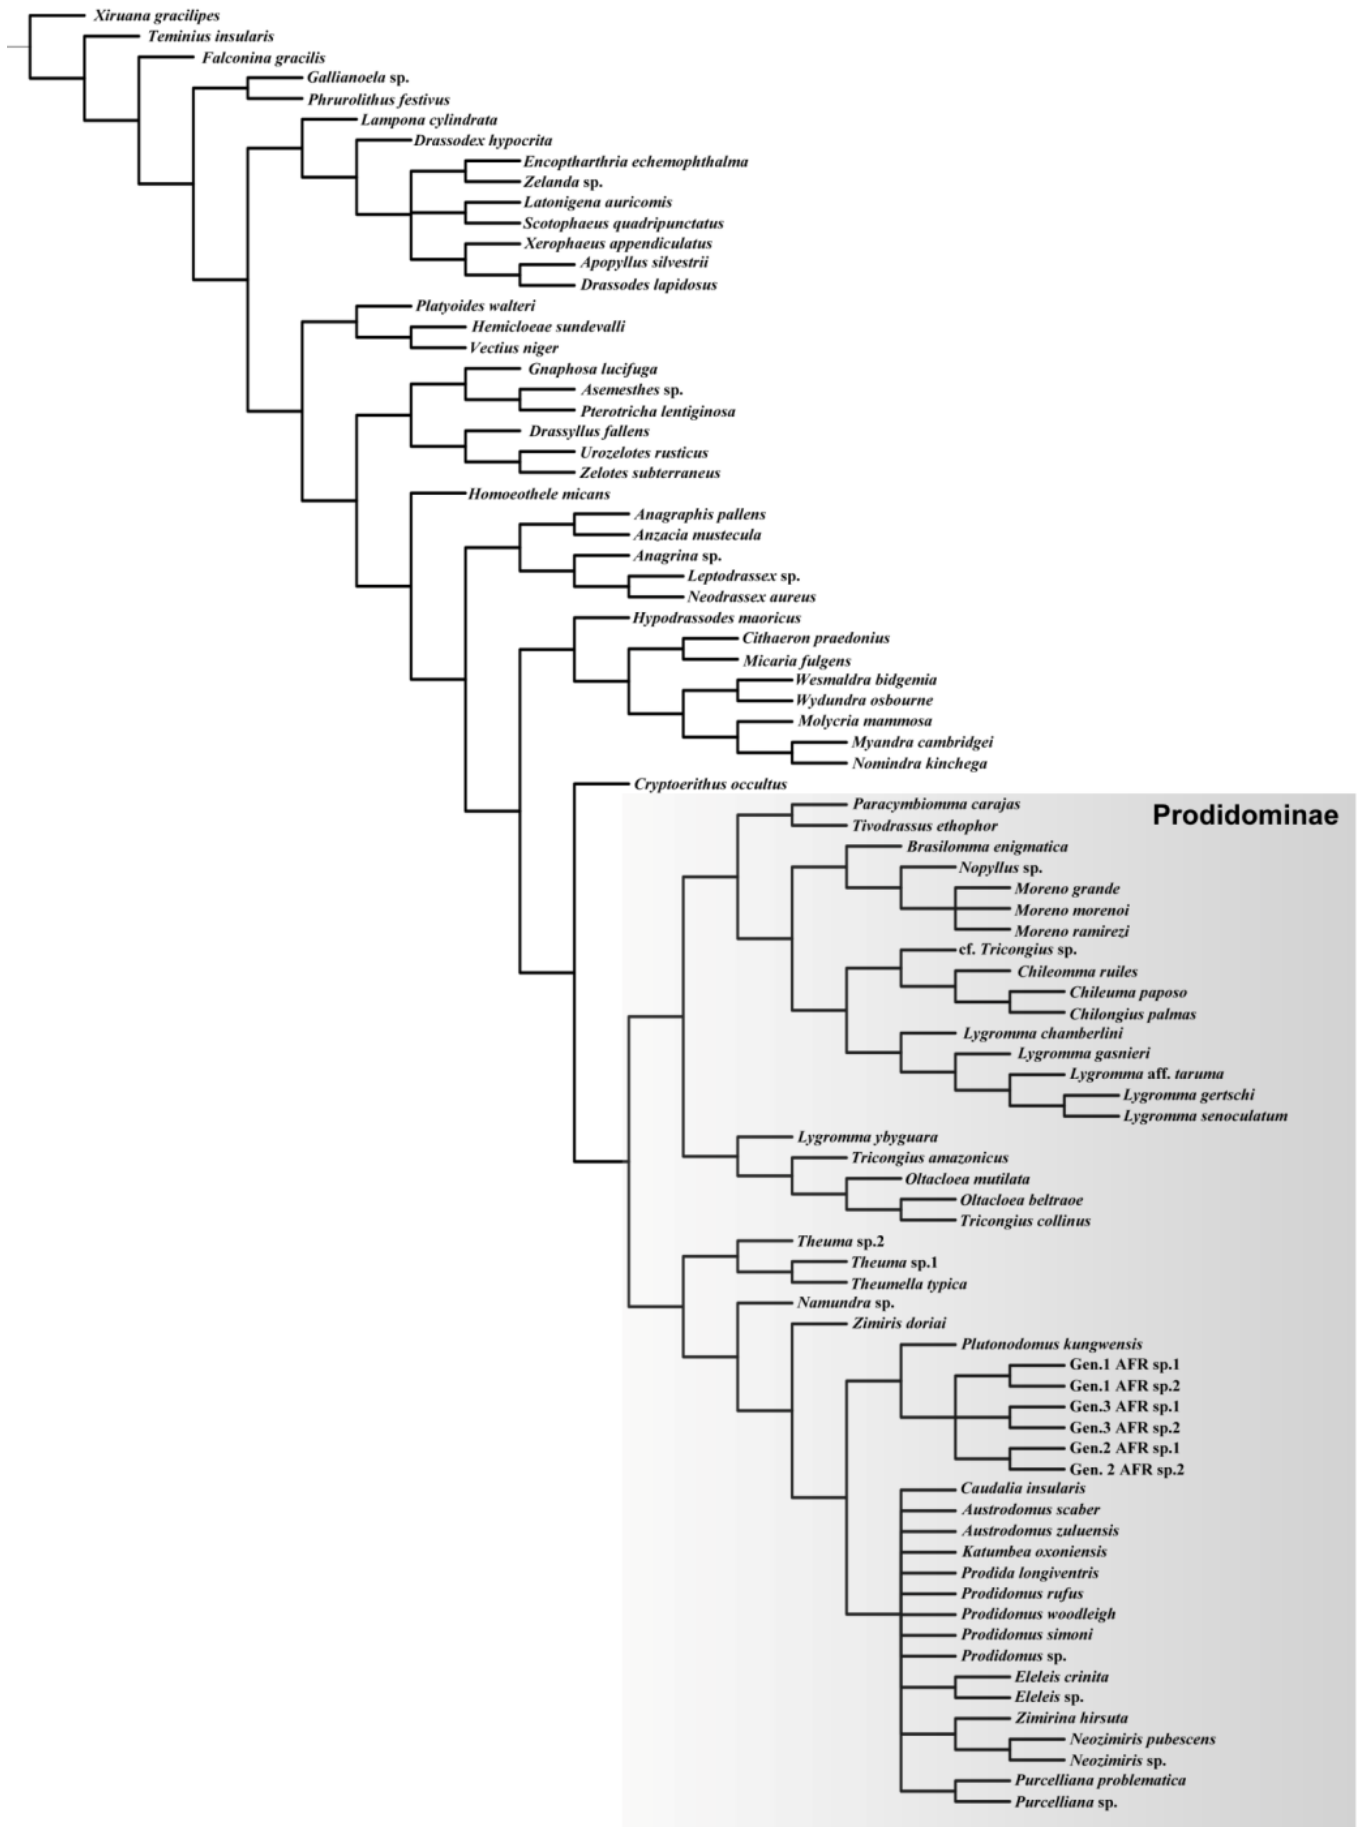 Xiruana gracilipes
Teminius insularis
Falconina gracilis
Gallianoela sp.
Phrurolithus festivus
Lampona cylindrata
Drassodex hypocrita
Encoptharthria echemophthalma
Zelanda sp.
Latonigena auricomis
Scotophaeus quadripunctatus
Xerophaeus appendiculatus
Apopyllus silvestrii
Drassodes lapidosus
Platyoides walteri
Hemicloeae sundevalli
Vectius niger
Gnaphosa lucifuga
Asemesthes sp.
Pterotricha lentiginosa
Drassyllus fallens
Urozelotes rusticus
Zelotes subterraneus
Homoeothele micans
Anagraphis pallens
Anzacia mustecula
Anagrina sp.
Leptodrassex sp.
Neodrassex aureus
Hypodrassodes maoricus
Cithaeron praedonius
Micaria fulgens
Wesmaldra bidgemia
Wydundra osbourne
Molycria mammosa
Myandra cambridgei
Nomindra kinchega
Cryptoerithus occultus
Paracymbiomma carajas
Prodidominae
Tivodrassus ethophor
Brasilomma enigmatica
Nopyllus sp.
Moreno grande
Moreno morenoi
Moreno ramirezi
cf. Tricongius sp.
Chileomma ruiles
Chileuma paposo
Chilongius palmas
Lygromma chamberlini
Lygromma gasnieri
Lygromma aff. taruma
Lygromma gertschi
Lygromma senoculatum
Lygromma ybyguara
Tricongius amazonicus
Oltacloea mutilata
Oltacloea beltraoe
Tricongius collinus
Theuma sp.2
Theuma sp.1
Theumella typica
Namundra sp.
Zimiris doriai
Plutonodomus kungwensis
Gen.1 AFR sp.1
Gen.1 AFR sp.2
Gen.3 AFR sp.1
Gen.3 AFR sp.2
Gen.2 AFR sp.1
Gen. 2 AFR sp.2
Caudalia insularis
Austrodomus scaber
Austrodomus zuluensis
Katumbea oxoniensis
Prodida longiventris
Prodidomus rufus
Prodidomus woodleigh
Prodidomus simoni
Prodidomus sp.
Eleleis crinita
Eleleis sp.
Zimirina hirsuta
Neozimiris pubescens
Neozimiris sp.
Purcelliana problematica
Purcelliana sp.